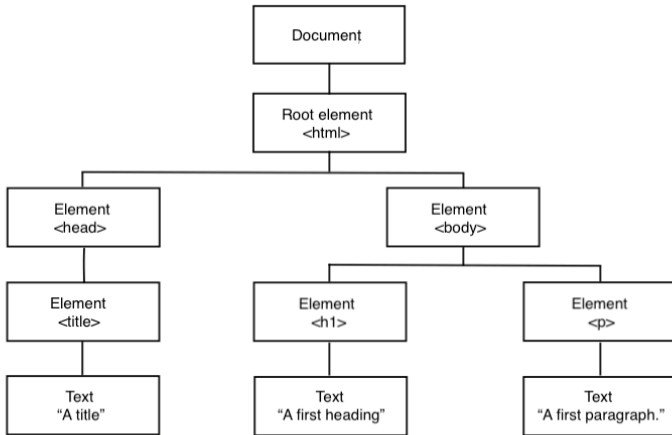 Document
Root element
<html>
Element
<head>
Element
<body>
Element
<title>
Element
<h1>
Element
<p>
Text
“A title”
Text
“A first heading”
Text
“A first paragraph.”